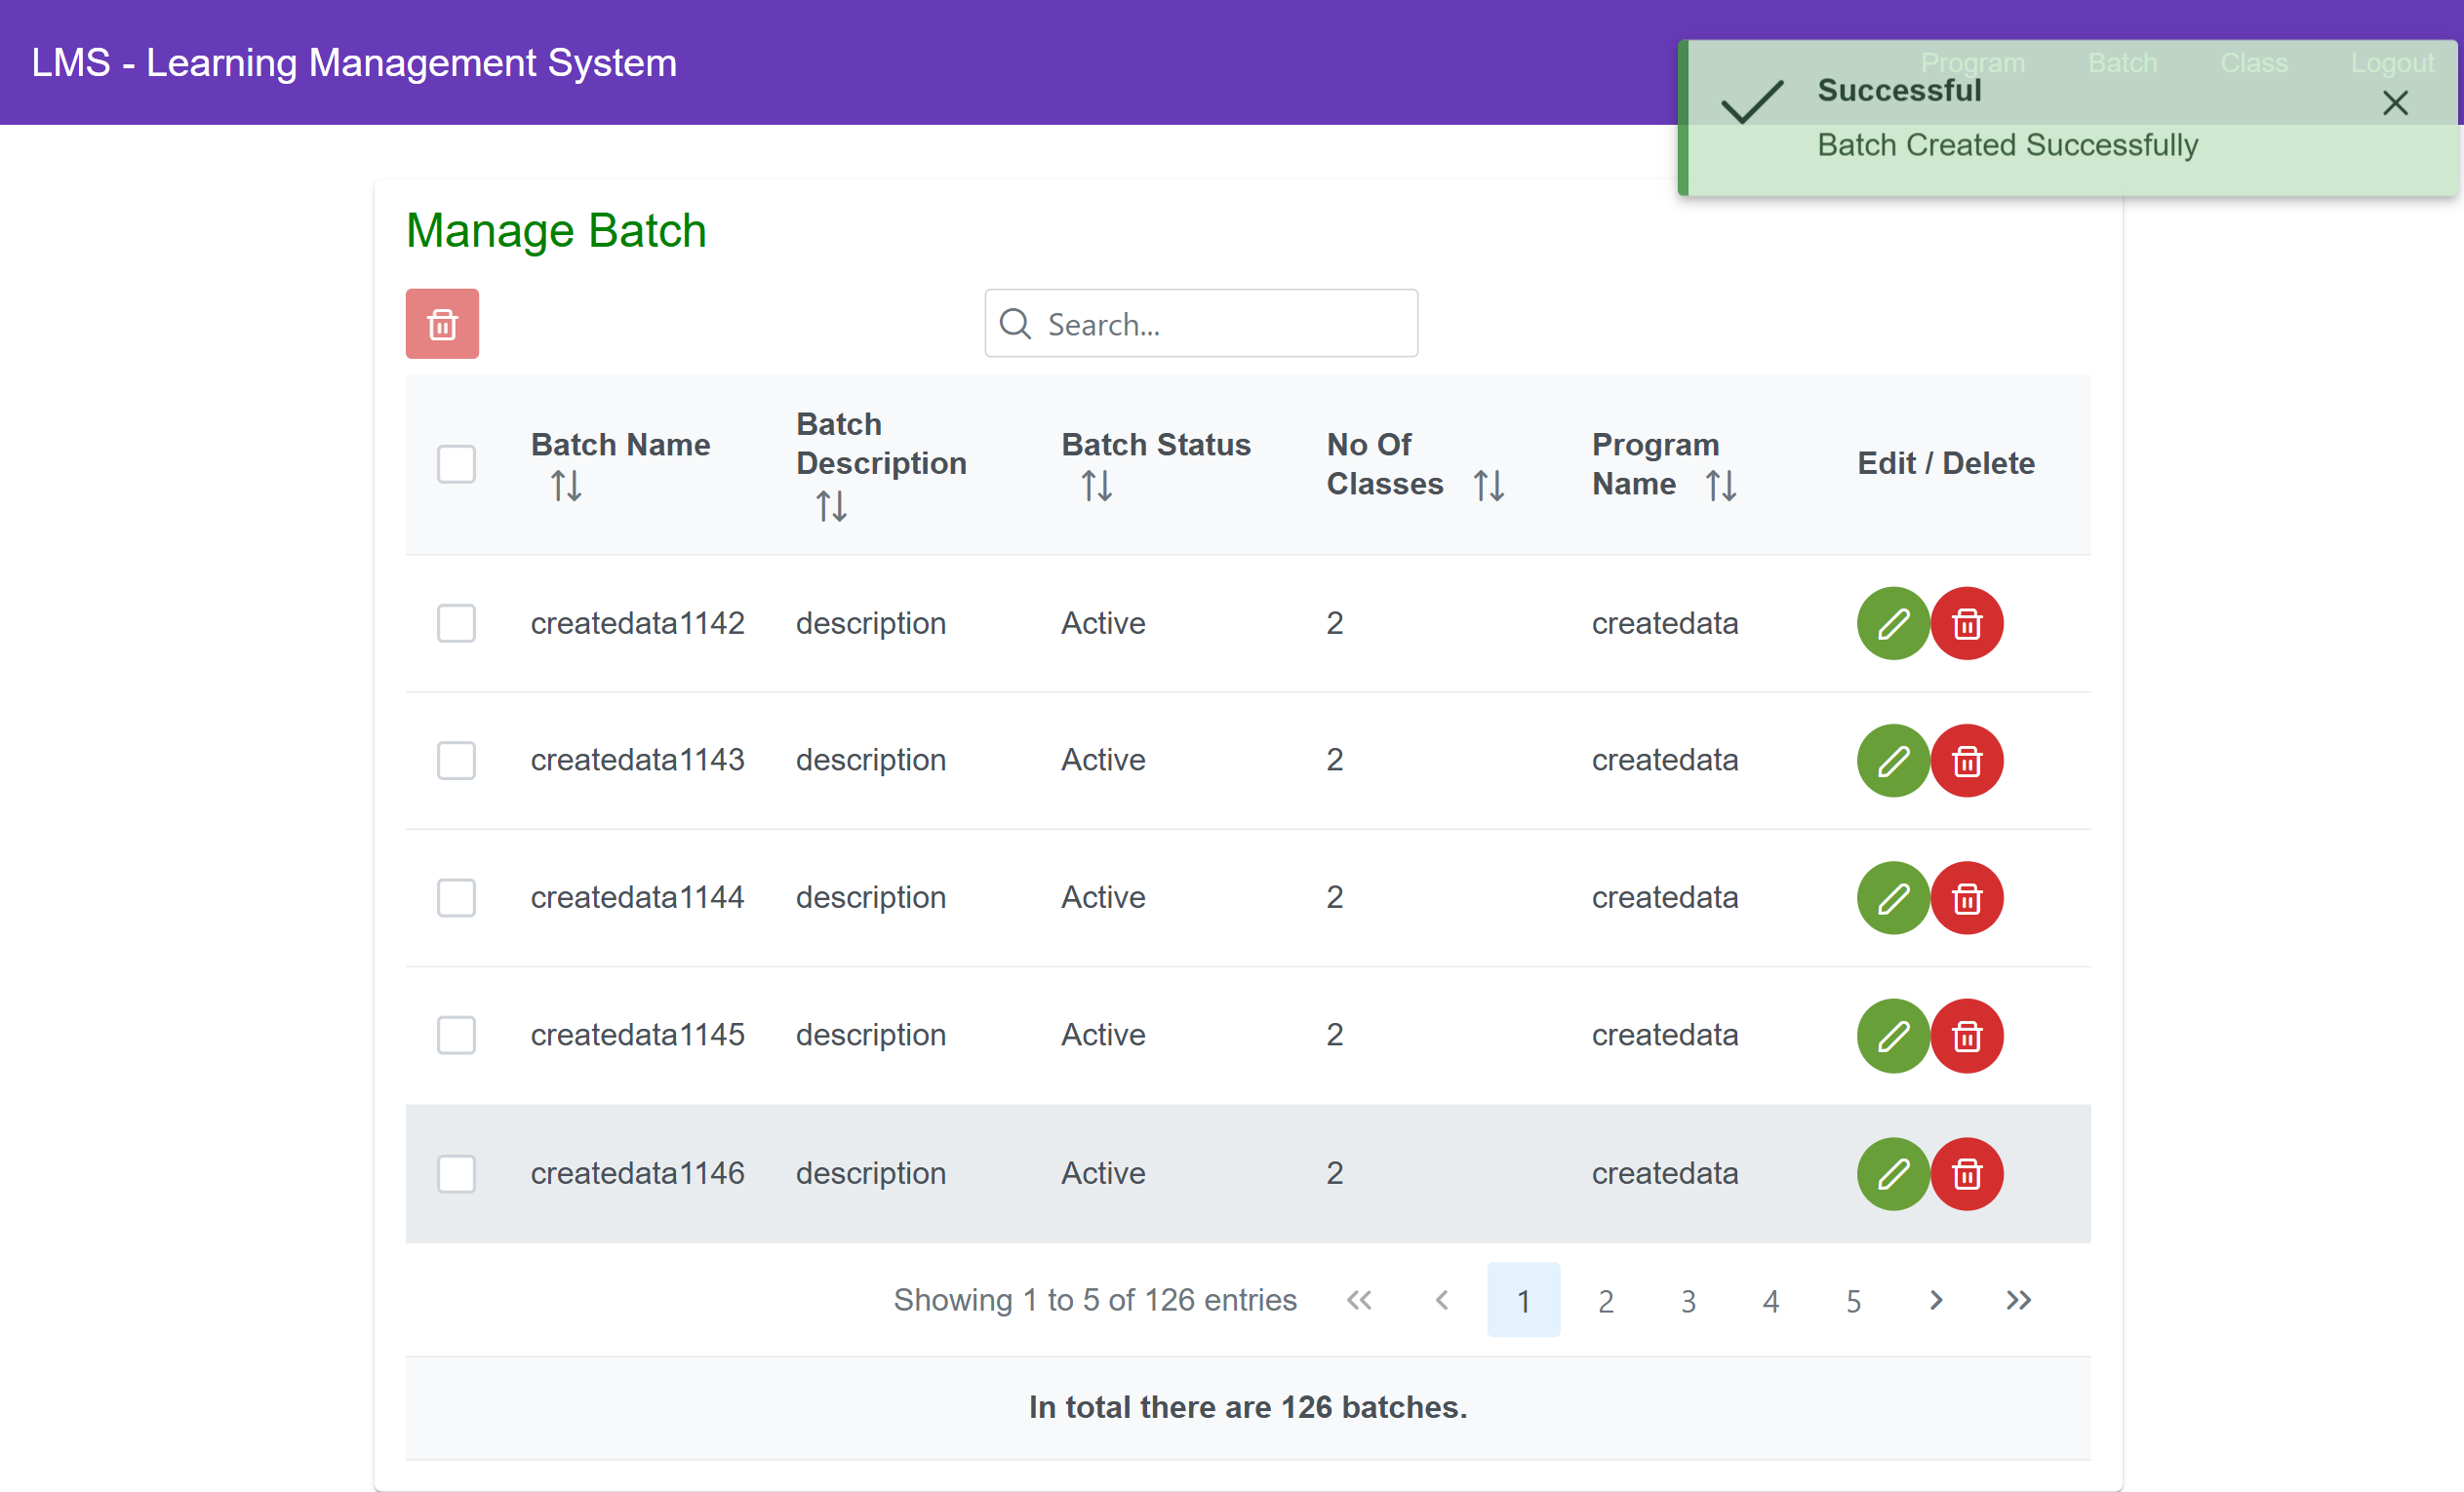 LMS - Learning Management System
Program Batch Class Logout
Successful
Batch Created Successfully
Manage Batch
Search...
Batch Name
Batch Description
Batch Status
No Of Classes
Program Name
Edit / Delete
createdata1142 description Active 2 createdata
createdata1143 description Active 2 createdata
createdata1144 description Active 2 createdata
createdata1145 description Active 2 createdata
createdata1146 description Active 2 createdata
Showing 1 to 5 of 126 entries 1 2 3 4 5
In total there are 126 batches.